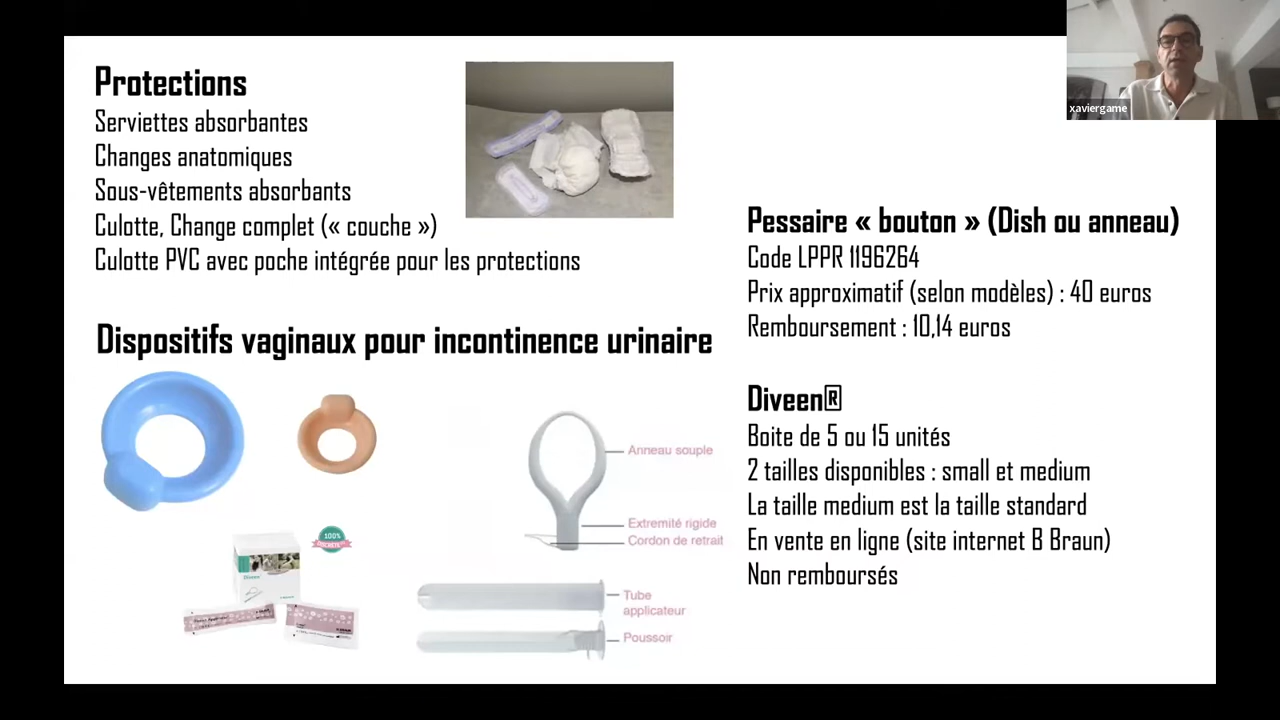 Protections
Serviettes absorbantes
Changes anatomiques
Sous-vêtements absorbants
Culotte, Change complet (« couche »)
Culotte PVC avec poche intégrée pour les protections
Dispositifs vaginaux pour incontinence urinaire
Anneau souple
Extremité rigide
Cordon de retrait
100%
Diveen
Tube
applicateur
Poussoir
xaviergame
Pessaire « bouton » (Dish ou anneau)
Code LPPR 1196264
Prix approximatif (selon modèles) : 40 euros
Remboursement : 10,14 euros
Diveen®
Boite de 5 ou 15 unités
2 tailles disponibles : small et medium
La taille medium est la taille standard
En vente en ligne (site internet B Braun)
Non remboursés